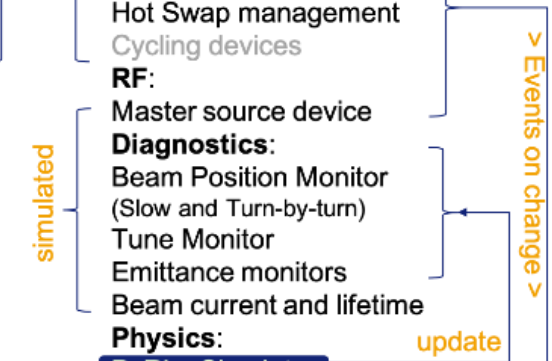 Hot Swap management
Cycling devices
RF:
Master source device
Diagnostics:
Beam Position Monitor
(Slow and Turn-by-turn)
Tune Monitor
Emittance monitors
Beam current and lifetime
Physics:
simulated
> Events on change >
update